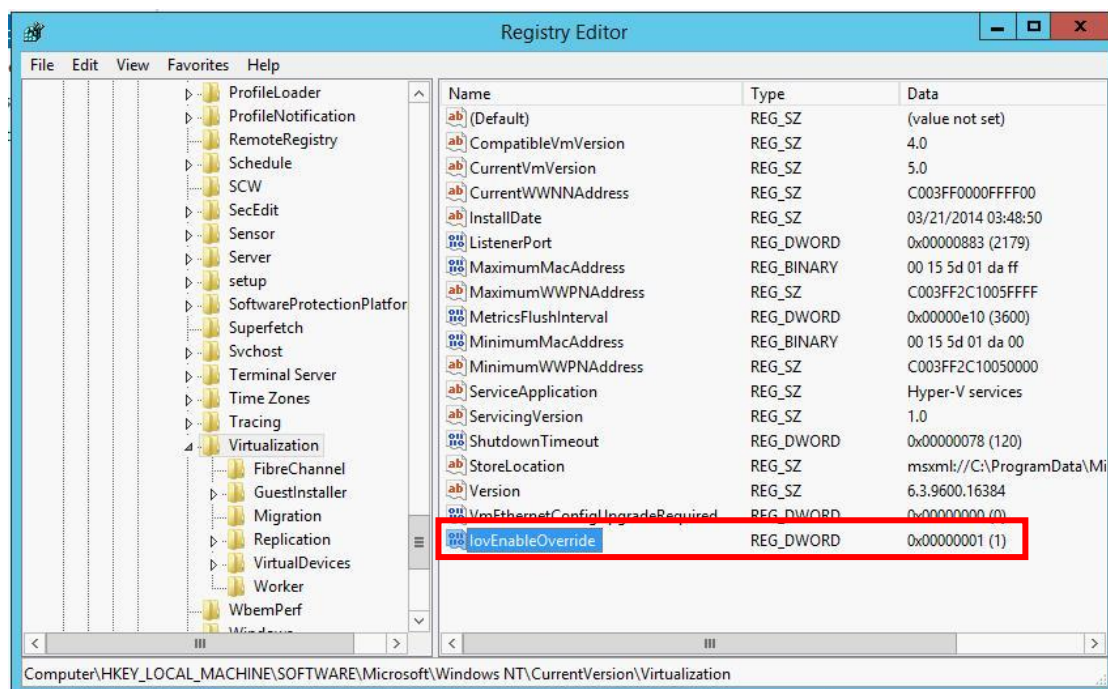 Registry Editor
File Edit View Favorites Help
ProfileLoader
ProfileNotification
RemoteRegistry
Schedule
SCW
SecEdit
Sensor
Server
setup
SoftwareProtectionPlatfor
Superfetch
Svchost
Terminal Server
Time Zones
Tracing
Virtualization
FibreChannel
GuestInstaller
Migration
Replication
VirtualDevices
Worker
WbemPerf
Windows
Name Type Data
(Default) REG_SZ (value not set)
CompatibleVmVersion REG_SZ 4.0
CurrentVmVersion REG_SZ 5.0
CurrentWWNNAddress REG_SZ C003FF0000FFFF00
InstallDate REG_SZ 03/21/2014 03:48:50
ListenerPort REG_DWORD 0x00000883 (2179)
MaximumMacAddress REG_BINARY 00 15 5d 01 da ff
MaximumWWPNAddress REG_SZ C003FF2C1005FFFF
MetricsFlushInterval REG_DWORD 0x00000e10 (3600)
MinimumMacAddress REG_BINARY 00 15 5d 01 da 00
MinimumWWPNAddress REG_SZ C003FF2C10050000
ServiceApplication REG_SZ Hyper-V services
ServicingVersion REG_SZ 1.0
ShutdownTimeout REG_DWORD 0x00000078 (120)
StoreLocation REG_SZ msxml://C:\ProgramData\Mi
Version REG_SZ 6.3.9600.16384
VmEthernetConfigUpgradeRequired REG_DWORD 0x00000000 (0)
IovEnableOverride REG_DWORD 0x00000001 (1)
Computer\HKEY_LOCAL_MACHINE\SOFTWARE\Microsoft\Windows NT\CurrentVersion\Virtualization